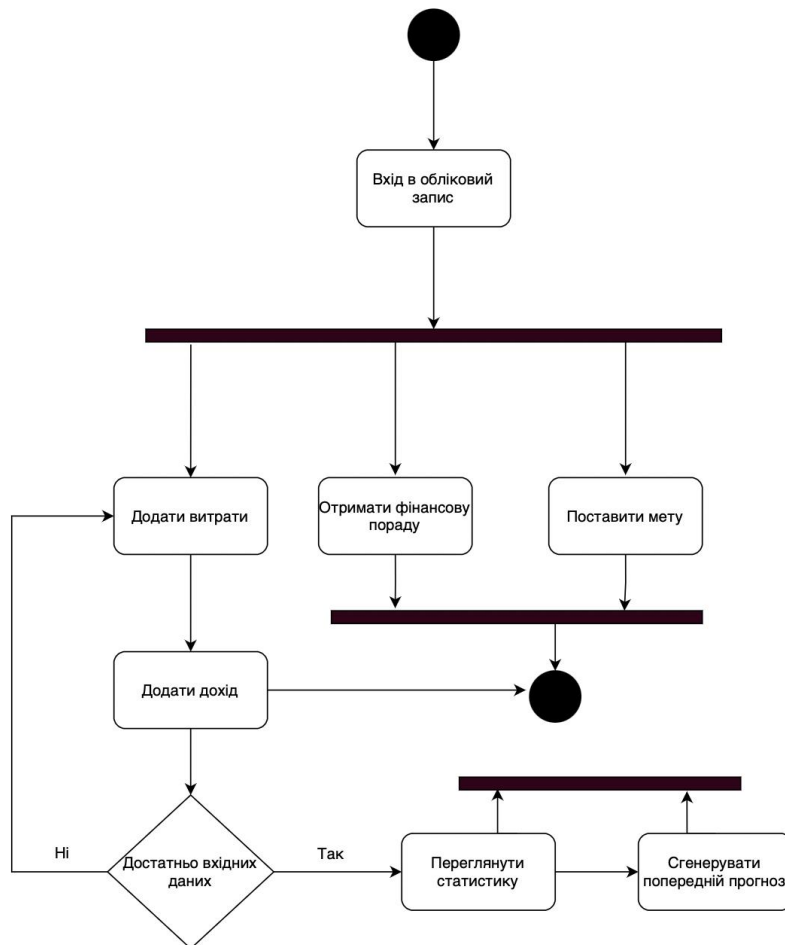 Вхід в обліковий
запис
Додати витрати
Отримати фінансову
пораду
Поставити мету
Додати дохід
Ні
Достатньо вхідних
даних
Так
Переглянути
статистику
Сгенерувати
попередній прогноз